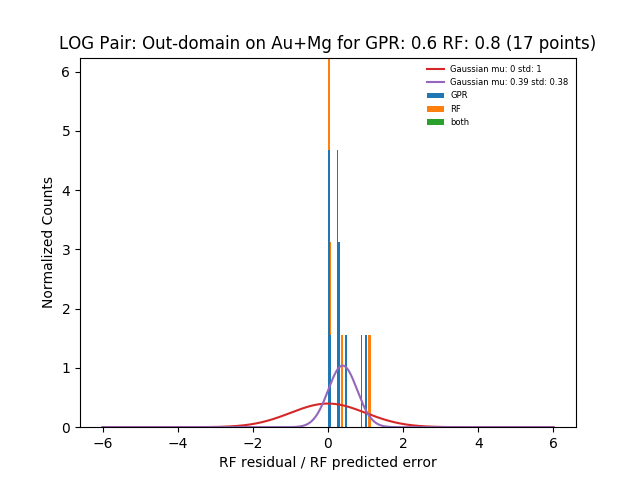 LOG Pair: Out-domain on Au+Mg for GPR: 0.6 RF: 0.8 (17 points)
Gaussian mu: 0 std: 1
Gaussian mu: 0.39 std: 0.38
GPR
RF
both
Normalized Counts
6
5
4
3
2
1
0
−6 −4 −2 0 2 4 6
RF residual / RF predicted error